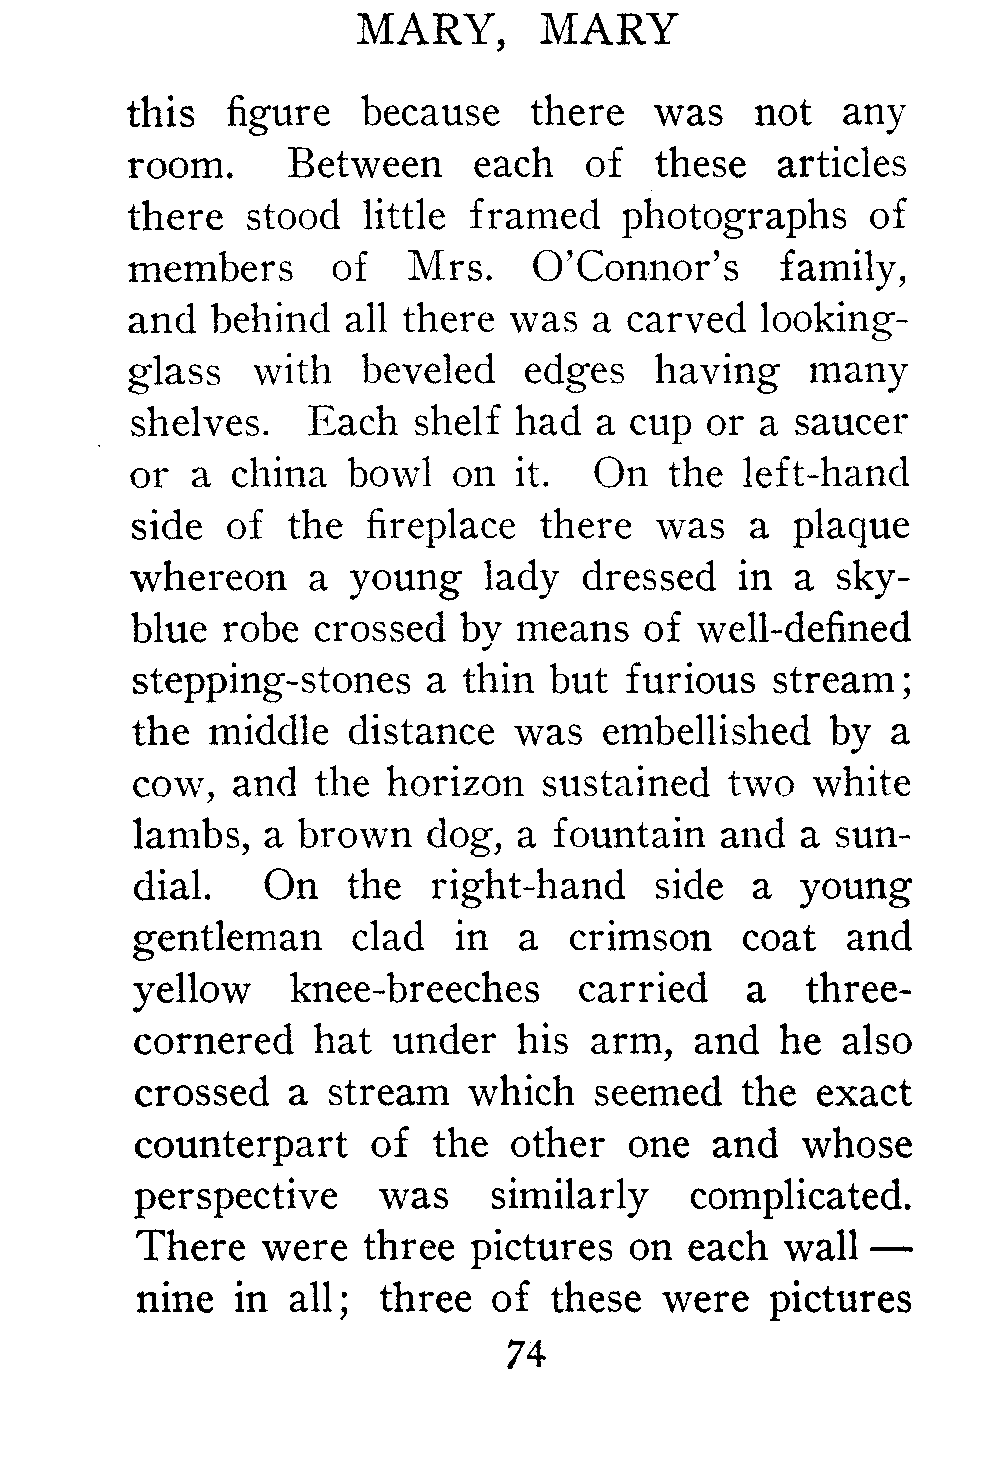 MARY, MARY
this figure because there was not any
room. Between each of these articles
there stood little framed photographs of
members of Mrs. O'Connor's family,
and behind all there was a carved looking-
glass with beveled edges having many
shelves. Each shelf had a cup or a saucer
or a china bowl on it. On the left-hand
side of the fireplace there was a plaque
whereon a young lady dressed in a sky-
blue robe crossed by means of well-defined
stepping-stones a thin but furious stream;
the middle distance was embellished by a
cow, and the horizon sustained two white
lambs, a brown dog, a fountain and a sun-
dial. On the right-hand side a young
gentleman clad in a crimson coat and
yellow knee-breeches carried a three-
cornered hat under his arm, and he also
crossed a stream which seemed the exact
counterpart of the other one and whose
perspective was similarly complicated.
There were three pictures on each wall —
nine in all; three of these were pictures
74